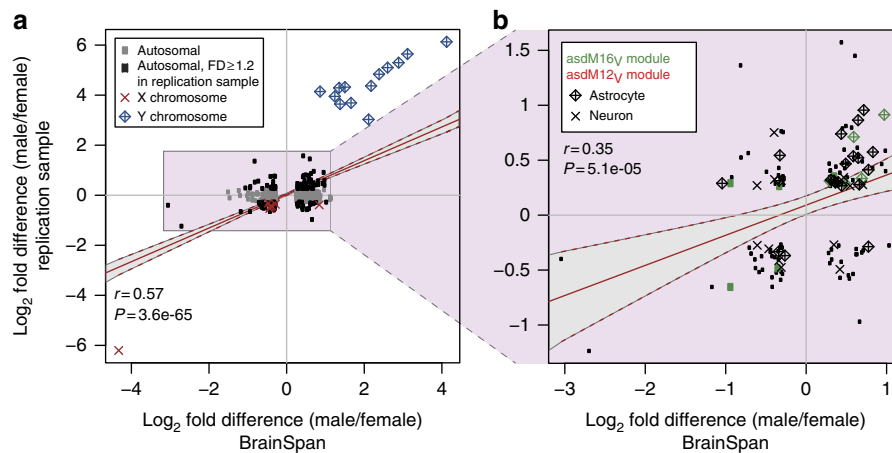 a
Log2 fold difference (male/female)
replication sample
6
4
2
0
−2
−4
−6
Autosomal
Autosomal, FD≥1.2
in replication sample
X chromosome
Y chromosome
r = 0.57
P = 3.6e-65
−4
−2
0
2
4
Log2 fold difference (male/female)
BrainSpan
b
1.5
1
0.5
0
−0.5
−1
asdM16V module
asdM12V module
Astrocyte
Neuron
r = 0.35
P = 5.1e-05
−3
−2
−1
0
1
Log2 fold difference (male/female)
BrainSpan